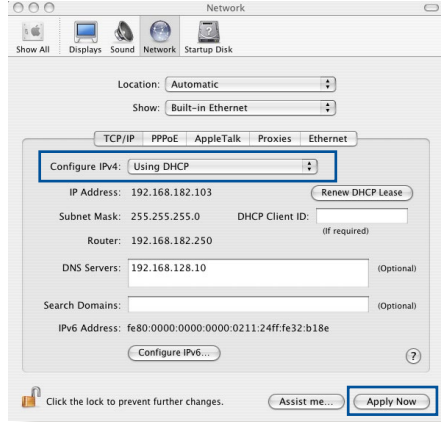 Network
Show All Displays Sound Network Startup Disk
Location: Automatic
Show: Built-in Ethernet
TCP/IP PPPoE AppleTalk Proxies Ethernet
Configure IPv4: Using DHCP
IP Address: 192.168.182.103 Renew DHCP Lease
Subnet Mask: 255.255.255.0 DHCP Client ID:
(If required)
Router: 192.168.182.250
DNS Servers: 192.168.128.10 (Optional)
Search Domains: (Optional)
IPv6 Address: fe80:0000:0000:0000:0211:24ff:fe32:b18e
Configure IPv6... ?
Click the lock to prevent further changes. Assist me... Apply Now